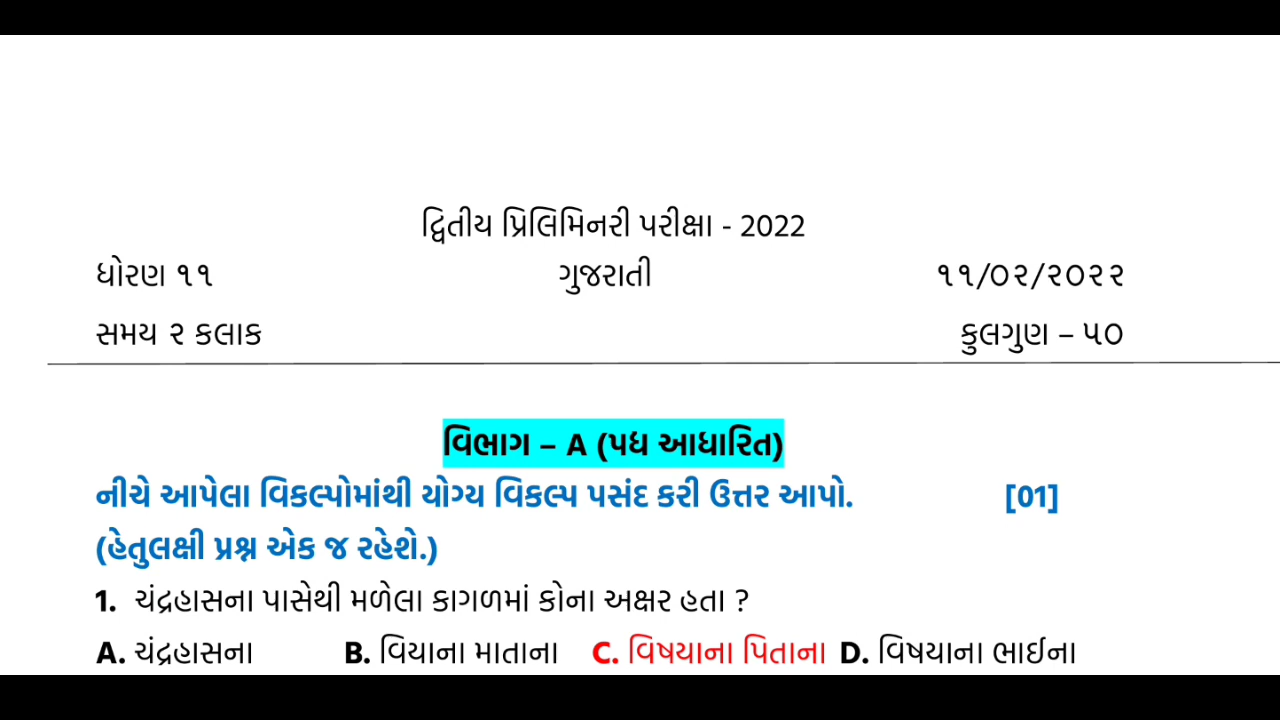 દ્વિતીય પ્રિલિમિનરી પરીક્ષા - 2022
ધોરણ ૧૧ ગુજરાતી ૧૧/૦૨/૨૦૨૨
સમય ૨ કલાક કુલગુણ – ૫૦
વિભાગ – A (પદ્ય આધારિત)
નીચે આપેલા વિકલ્પોમાંથી યોગ્ય વિકલ્પ પસંદ કરી ઉત્તર આપો. [01]
(હેતુલક્ષી પ્રશ્ન એક જ રહેશે.)
1. ચંદ્રહાસના પાસેથી મળેલા કાગળમાં કોના અક્ષર હતા ?
A. ચંદ્રહાસના B. વિયાના માતાના C. વિષયાના પિતાના D. વિષયાના ભાઈના